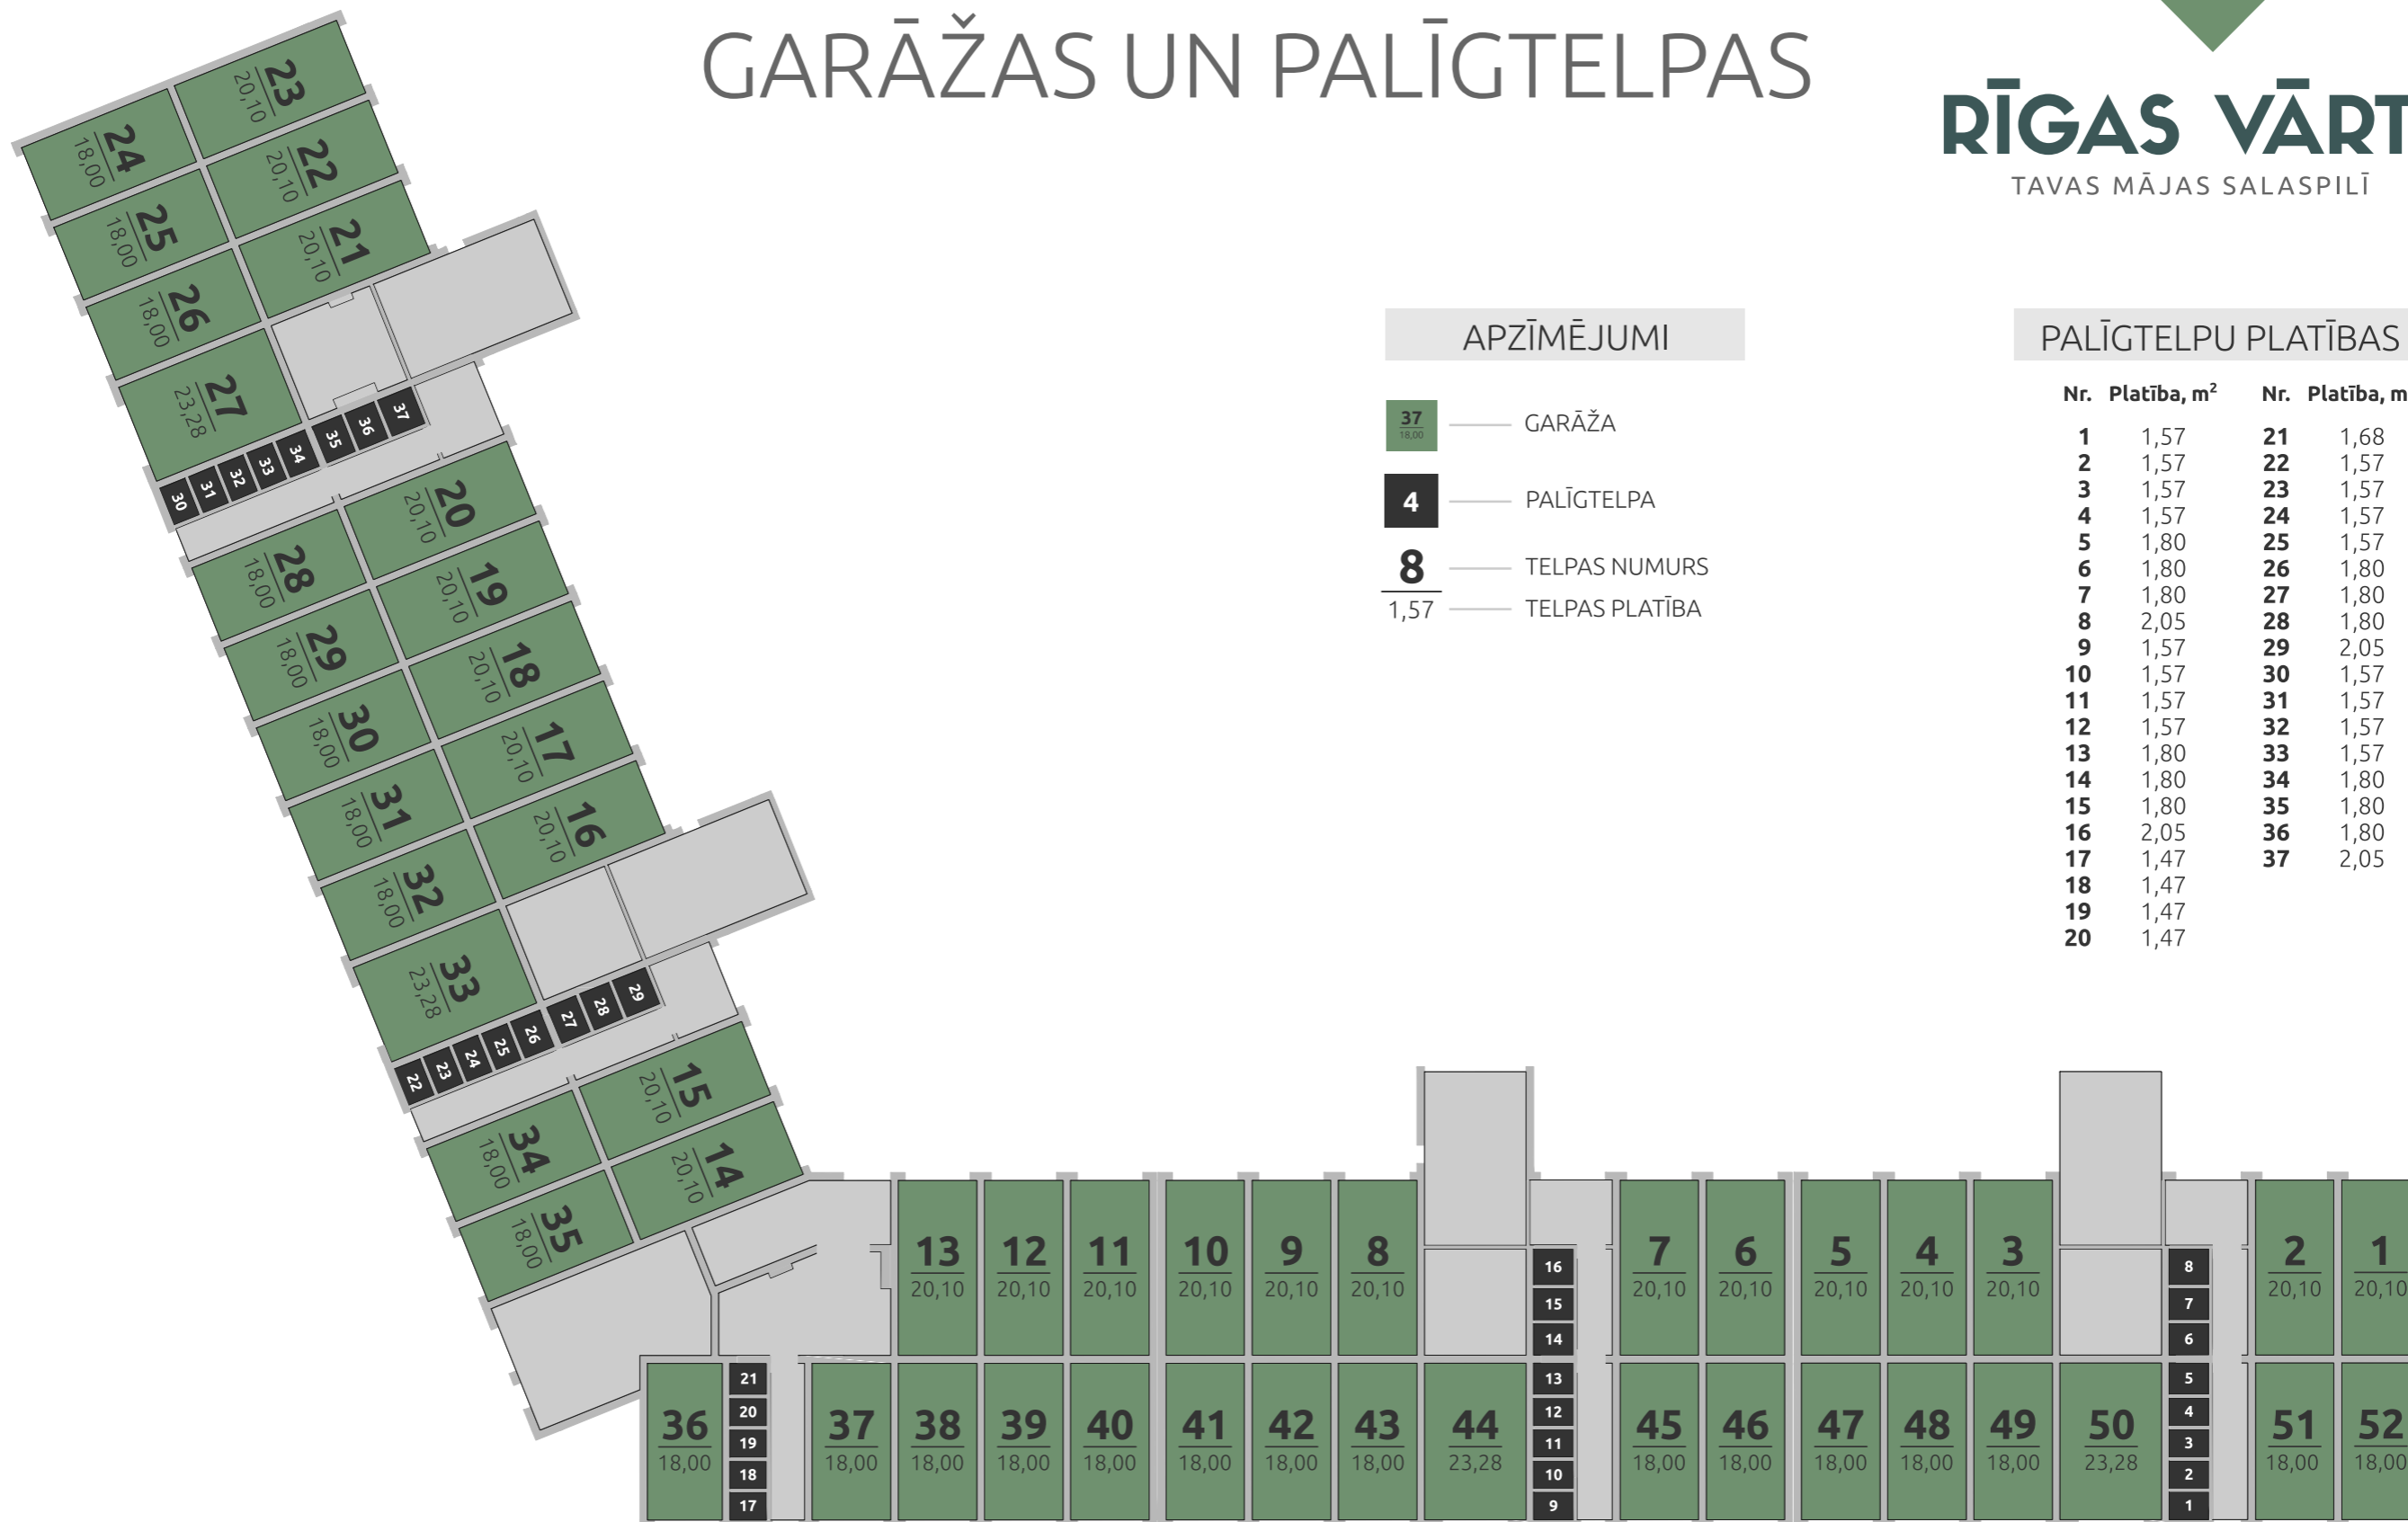 GARĀŽAS UN PALĪGTELPAS
RĪGAS VĀRT
TAVAS MĀJAS SALASPILĪ
APZĪMĒJUMI
37
18,00
GARĀŽA
4
PALĪGTELPA
8
TELPAS NUMURS
1,57
TELPAS PLATĪBA
PALĪGTELPU PLATĪBAS
Nr. Platība, m² Nr. Platība, m
1 1,57 21 1,68
2 1,57 22 1,57
3 1,57 23 1,57
4 1,57 24 1,57
5 1,80 25 1,57
6 1,80 26 1,80
7 1,80 27 1,80
8 2,05 28 1,80
9 1,57 29 2,05
10 1,57 30 1,57
11 1,57 31 1,57
12 1,57 32 1,57
13 1,80 33 1,57
14 1,80 34 1,80
15 1,80 35 1,80
16 2,05 36 1,80
17 1,47 37 2,05
18 1,47
19 1,47
20 1,47
23
20,10
24
18,00
22
20,10
25
18,00
21
20,10
26
18,00
27
23,28
30 31 32 33 34 35 36 37
20
20,10
28
18,00
19
20,10
29
18,00
18
20,10
30
18,00
17
20,10
31
18,00
16
20,10
32
18,00
33
23,28
22 23 24 25 26 27 28 29
15
20,10
34
18,00
14
20,10
35
18,00
13 12 11 10 9 8
20,10 20,10 20,10 20,10 20,10 20,10
16
15
14
7 6 5 4 3
20,10 20,10 20,10 20,10 20,10
8
7
6
2 1
20,10 20,10
36
18,00
21
20
19
18
17
37 38 39 40 41 42 43 44
18,00 18,00 18,00 18,00 18,00 18,00 18,00 23,28
13
12
11
10
9
45 46 47 48 49 50
18,00 18,00 18,00 18,00 18,00 23,28
5
4
3
2
1
51 52
18,00 18,00